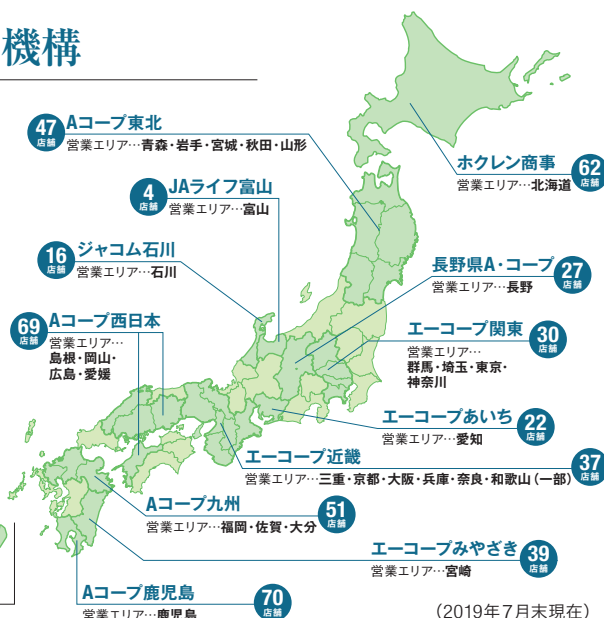 機構
47
店舗
Aコープ東北
営業エリア…青森・岩手・宮城・秋田・山形
ホクレン商事
営業エリア…北海道
62
店舗
4
店舗
JAライフ富山
営業エリア…富山
16
店舗
ジャコム石川
営業エリア…石川
長野県A・コープ
営業エリア…長野
27
店舗
69
店舗
Aコープ西日本
営業エリア…
島根・岡山・
広島・愛媛
エーコープ関東
営業エリア…
群馬・埼玉・東京・
神奈川
30
店舗
エーコープあいち
営業エリア…愛知
22
店舗
エーコープ近畿
営業エリア…三重・京都・大阪・兵庫・奈良・和歌山（一部）
37
店舗
Aコープ九州
営業エリア…福岡・佐賀・大分
51
店舗
エーコープみやざき
営業エリア…宮崎
39
店舗
Aコープ鹿児島
営業エリア…鹿児島
70
店舗
（2019年7月末現在）